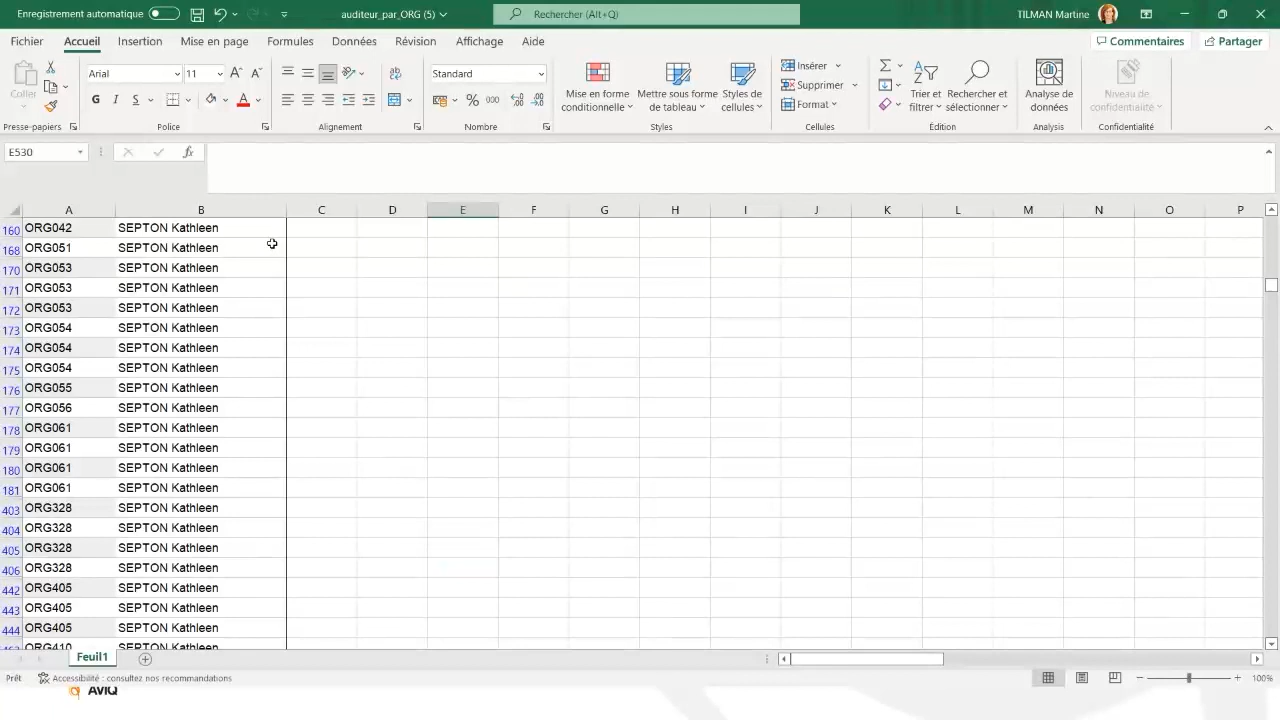 Enregistrement automatique auditeur_par_ORG (5) Rechercher (Alt+Q) TILMAN Martine
Fichier Accueil Insertion Mise en page Formules Données Révision Affichage Aide Commentaires Partager
Coller Arial 11 Standard Mise en forme conditionnelle Mettre sous forme de tableau Styles de cellules Insérer Supprimer Format Trier et filtrer Rechercher et sélectionner Analyse de données Niveau de confidentialité
G I S % 000
Presse-papiers Police Alignement Nombre Styles Cellules Édition Analysis Confidentialité
E530 fx
A B C D E F G H I J K L M N O P
160 ORG042 SEPTON Kathleen
168 ORG051 SEPTON Kathleen
170 ORG053 SEPTON Kathleen
171 ORG053 SEPTON Kathleen
172 ORG053 SEPTON Kathleen
173 ORG054 SEPTON Kathleen
174 ORG054 SEPTON Kathleen
175 ORG054 SEPTON Kathleen
176 ORG055 SEPTON Kathleen
177 ORG056 SEPTON Kathleen
178 ORG061 SEPTON Kathleen
179 ORG061 SEPTON Kathleen
180 ORG061 SEPTON Kathleen
181 ORG061 SEPTON Kathleen
403 ORG328 SEPTON Kathleen
404 ORG328 SEPTON Kathleen
405 ORG328 SEPTON Kathleen
406 ORG328 SEPTON Kathleen
442 ORG405 SEPTON Kathleen
443 ORG405 SEPTON Kathleen
444 ORG405 SEPTON Kathleen
ORG410 SEPTON Kathleen
Feuil1
Prêt Accessibilité : consultez nos recommandations 100%
AVIQ